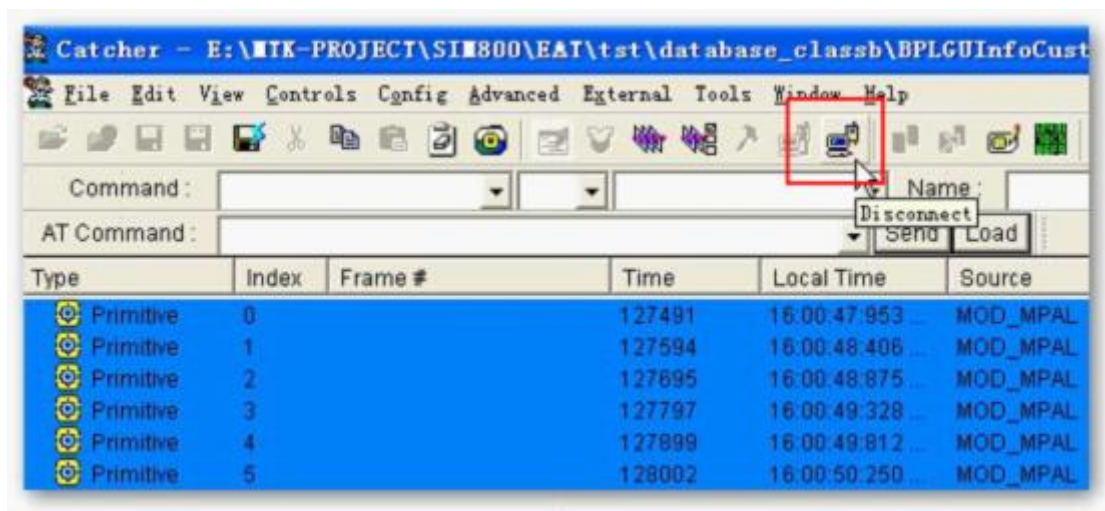 Catcher - E:\MTK-PROJECT\SIM800\EAT\tst\database_classb\BPLGUInfoCust
File Edit View Controls Config Advanced External Tools Window Help
Command : Name :
Disconnect
AT Command : Send Load
Type Index Frame # Time Local Time Source
Primitive 0 127491 16:00:47:953 ... MOD_MPAL
Primitive 1 127594 16:00:48:406 ... MOD_MPAL
Primitive 2 127695 16:00:48:875 ... MOD_MPAL
Primitive 3 127797 16:00:49:328 ... MOD_MPAL
Primitive 4 127899 16:00:49:812 ... MOD_MPAL
Primitive 5 128002 16:00:50:250 ... MOD_MPAL